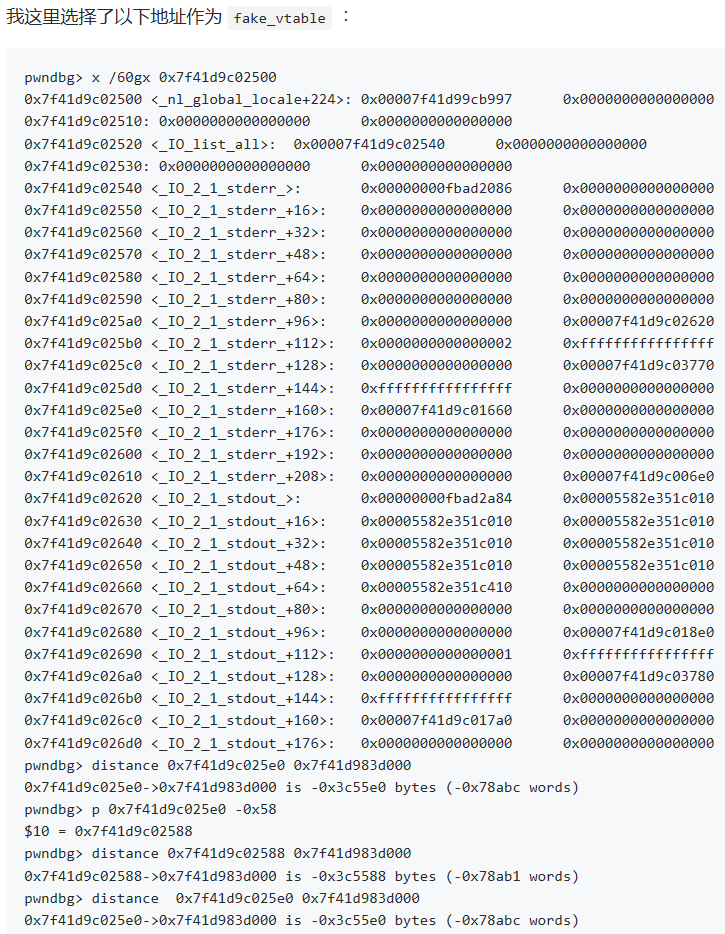 我这里选择了以下地址作为 fake_vtable :
pwndbg> x /60gx 0x7f41d9c02500
0x7f41d9c02500 <_nl_global_locale+224>: 0x00007f41d99cb997 0x0000000000000000
0x7f41d9c02510: 0x0000000000000000 0x0000000000000000
0x7f41d9c02520 <_IO_list_all>: 0x00007f41d9c02540 0x0000000000000000
0x7f41d9c02530: 0x0000000000000000 0x0000000000000000
0x7f41d9c02540 <_IO_2_1_stderr_>: 0x00000000fbad2086 0x0000000000000000
0x7f41d9c02550 <_IO_2_1_stderr_+16>: 0x0000000000000000 0x0000000000000000
0x7f41d9c02560 <_IO_2_1_stderr_+32>: 0x0000000000000000 0x0000000000000000
0x7f41d9c02570 <_IO_2_1_stderr_+48>: 0x0000000000000000 0x0000000000000000
0x7f41d9c02580 <_IO_2_1_stderr_+64>: 0x0000000000000000 0x0000000000000000
0x7f41d9c02590 <_IO_2_1_stderr_+80>: 0x0000000000000000 0x0000000000000000
0x7f41d9c025a0 <_IO_2_1_stderr_+96>: 0x0000000000000000 0x00007f41d9c02620
0x7f41d9c025b0 <_IO_2_1_stderr_+112>: 0x0000000000000002 0xffffffffffffffff
0x7f41d9c025c0 <_IO_2_1_stderr_+128>: 0x0000000000000000 0x00007f41d9c03770
0x7f41d9c025d0 <_IO_2_1_stderr_+144>: 0xffffffffffffffff 0x0000000000000000
0x7f41d9c025e0 <_IO_2_1_stderr_+160>: 0x00007f41d9c01660 0x0000000000000000
0x7f41d9c025f0 <_IO_2_1_stderr_+176>: 0x0000000000000000 0x0000000000000000
0x7f41d9c02600 <_IO_2_1_stderr_+192>: 0x0000000000000000 0x0000000000000000
0x7f41d9c02610 <_IO_2_1_stderr_+208>: 0x0000000000000000 0x00007f41d9c006e0
0x7f41d9c02620 <_IO_2_1_stdout_>: 0x00000000fbad2a84 0x00005582e351c010
0x7f41d9c02630 <_IO_2_1_stdout_+16>: 0x00005582e351c010 0x00005582e351c010
0x7f41d9c02640 <_IO_2_1_stdout_+32>: 0x00005582e351c010 0x00005582e351c010
0x7f41d9c02650 <_IO_2_1_stdout_+48>: 0x00005582e351c010 0x00005582e351c010
0x7f41d9c02660 <_IO_2_1_stdout_+64>: 0x00005582e351c410 0x0000000000000000
0x7f41d9c02670 <_IO_2_1_stdout_+80>: 0x0000000000000000 0x0000000000000000
0x7f41d9c02680 <_IO_2_1_stdout_+96>: 0x0000000000000000 0x00007f41d9c018e0
0x7f41d9c02690 <_IO_2_1_stdout_+112>: 0x0000000000000001 0xffffffffffffffff
0x7f41d9c026a0 <_IO_2_1_stdout_+128>: 0x0000000000000000 0x00007f41d9c03780
0x7f41d9c026b0 <_IO_2_1_stdout_+144>: 0xffffffffffffffff 0x0000000000000000
0x7f41d9c026c0 <_IO_2_1_stdout_+160>: 0x00007f41d9c017a0 0x0000000000000000
0x7f41d9c026d0 <_IO_2_1_stdout_+176>: 0x0000000000000000 0x0000000000000000
pwndbg> distance 0x7f41d9c025e0 0x7f41d983d000
0x7f41d9c025e0->0x7f41d983d000 is -0x3c55e0 bytes (-0x78abc words)
pwndbg> p 0x7f41d9c025e0 -0x58
$10 = 0x7f41d9c02588
pwndbg> distance 0x7f41d9c02588 0x7f41d983d000
0x7f41d9c02588->0x7f41d983d000 is -0x3c5588 bytes (-0x78ab1 words)
pwndbg> distance  0x7f41d9c025e0 0x7f41d983d000
0x7f41d9c025e0->0x7f41d983d000 is -0x3c55e0 bytes (-0x78abc words)